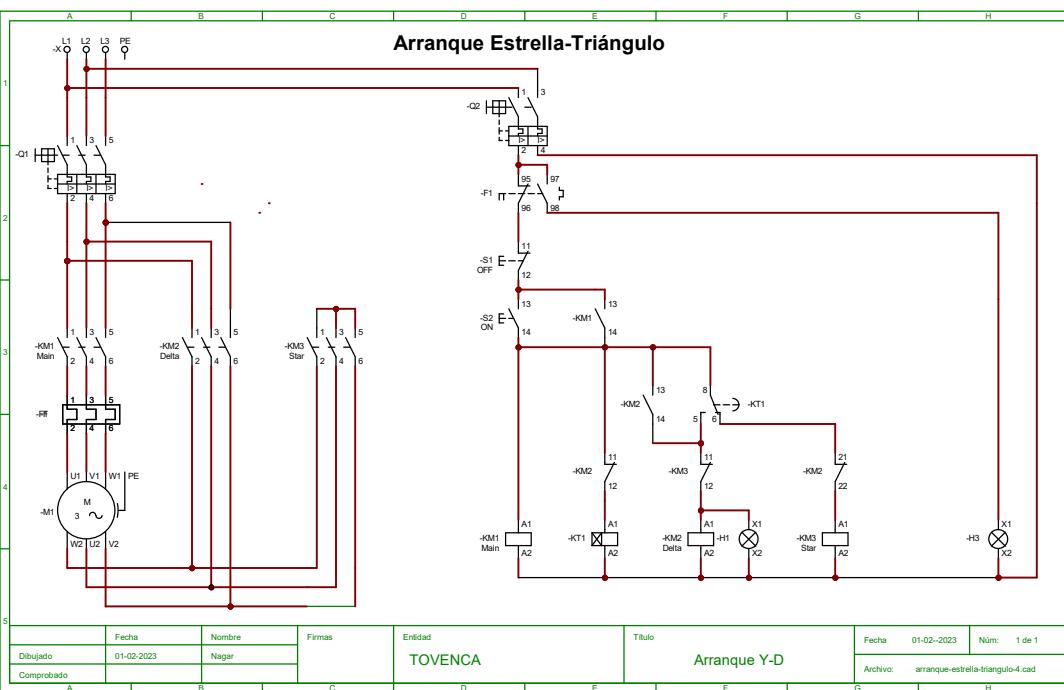 A B C D E F G H
Arranque Estrella-Triángulo
L1 L2 L3 PE
-X
1
1 3
-Q2
2 4
1 3 5
-Q1
2 4 6
95 97
-F1
96 98
2
11
-S1
OFF
12
13 13
-S2
ON
-KM1
14 14
1 3 5
-KM1
Main
2 4 6
1 3 5
-KM2
Delta
2 4 6
1 3 5
-KM3
Star
2 4 6
3
13
-KM2
14
8
-KT1
5 6
1 3 5
2 4 6
4
11
-KM2
12
11
-KM3
12
21
-KM2
22
U1 V1 W1 PE
M
3
-M1
W2 U2 V2
A1
-KM1
Main
A2
A1
-KT1
A2
A1
-KM2
Delta
A2
X1
-H1
X2
A1
-KM3
Star
A2
X1
-H3
X2
5
Fecha Nombre Firmas Entidad Título Fecha 01-02--2023 Núm: 1 de 1
Dibujado 01-02-2023 Nagar TOVENCA Arranque Y-D
Comprobado Archivo: arranque-estrella-triangulo-4.cad
A B C D E F G H